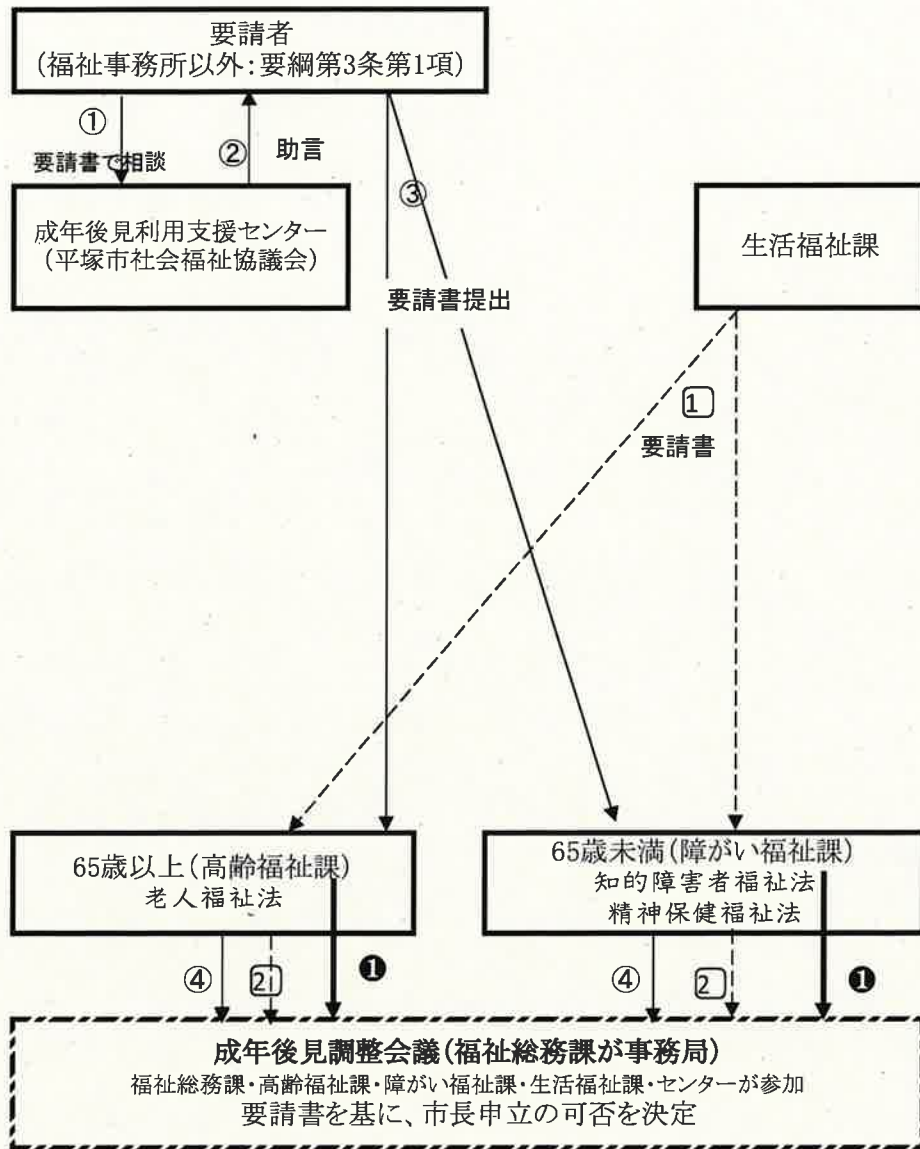 要請者
(福祉事務所以外:要綱第3条第1項)
①
要請書で相談
②
助言
③
成年後見利用支援センター
(平塚市社会福祉協議会)
生活福祉課
要請書提出
1
要請書
65歳以上(高齢福祉課)
老人福祉法
65歳未満(障がい福祉課)
知的障害者福祉法
精神保健福祉法
④
2
❶
④
2
❶
成年後見調整会議(福祉総務課が事務局)
福祉総務課・高齢福祉課・障がい福祉課・生活福祉課・センターが参加
要請書を基に、市長申立の可否を決定